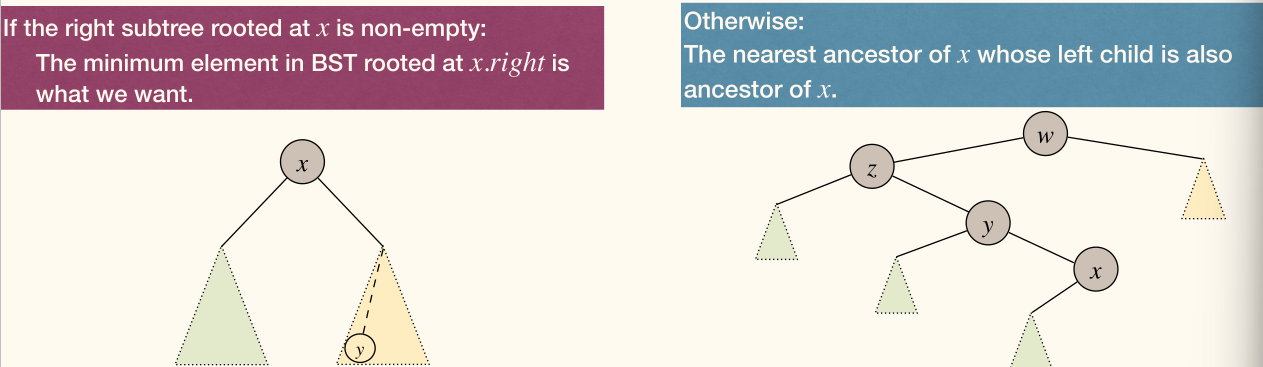 If the right subtree rooted at x is non-empty:
The minimum element in BST rooted at x.right is
what we want.
Otherwise:
The nearest ancestor of x whose left child is also
ancestor of x.
x
y
w
z
y
x